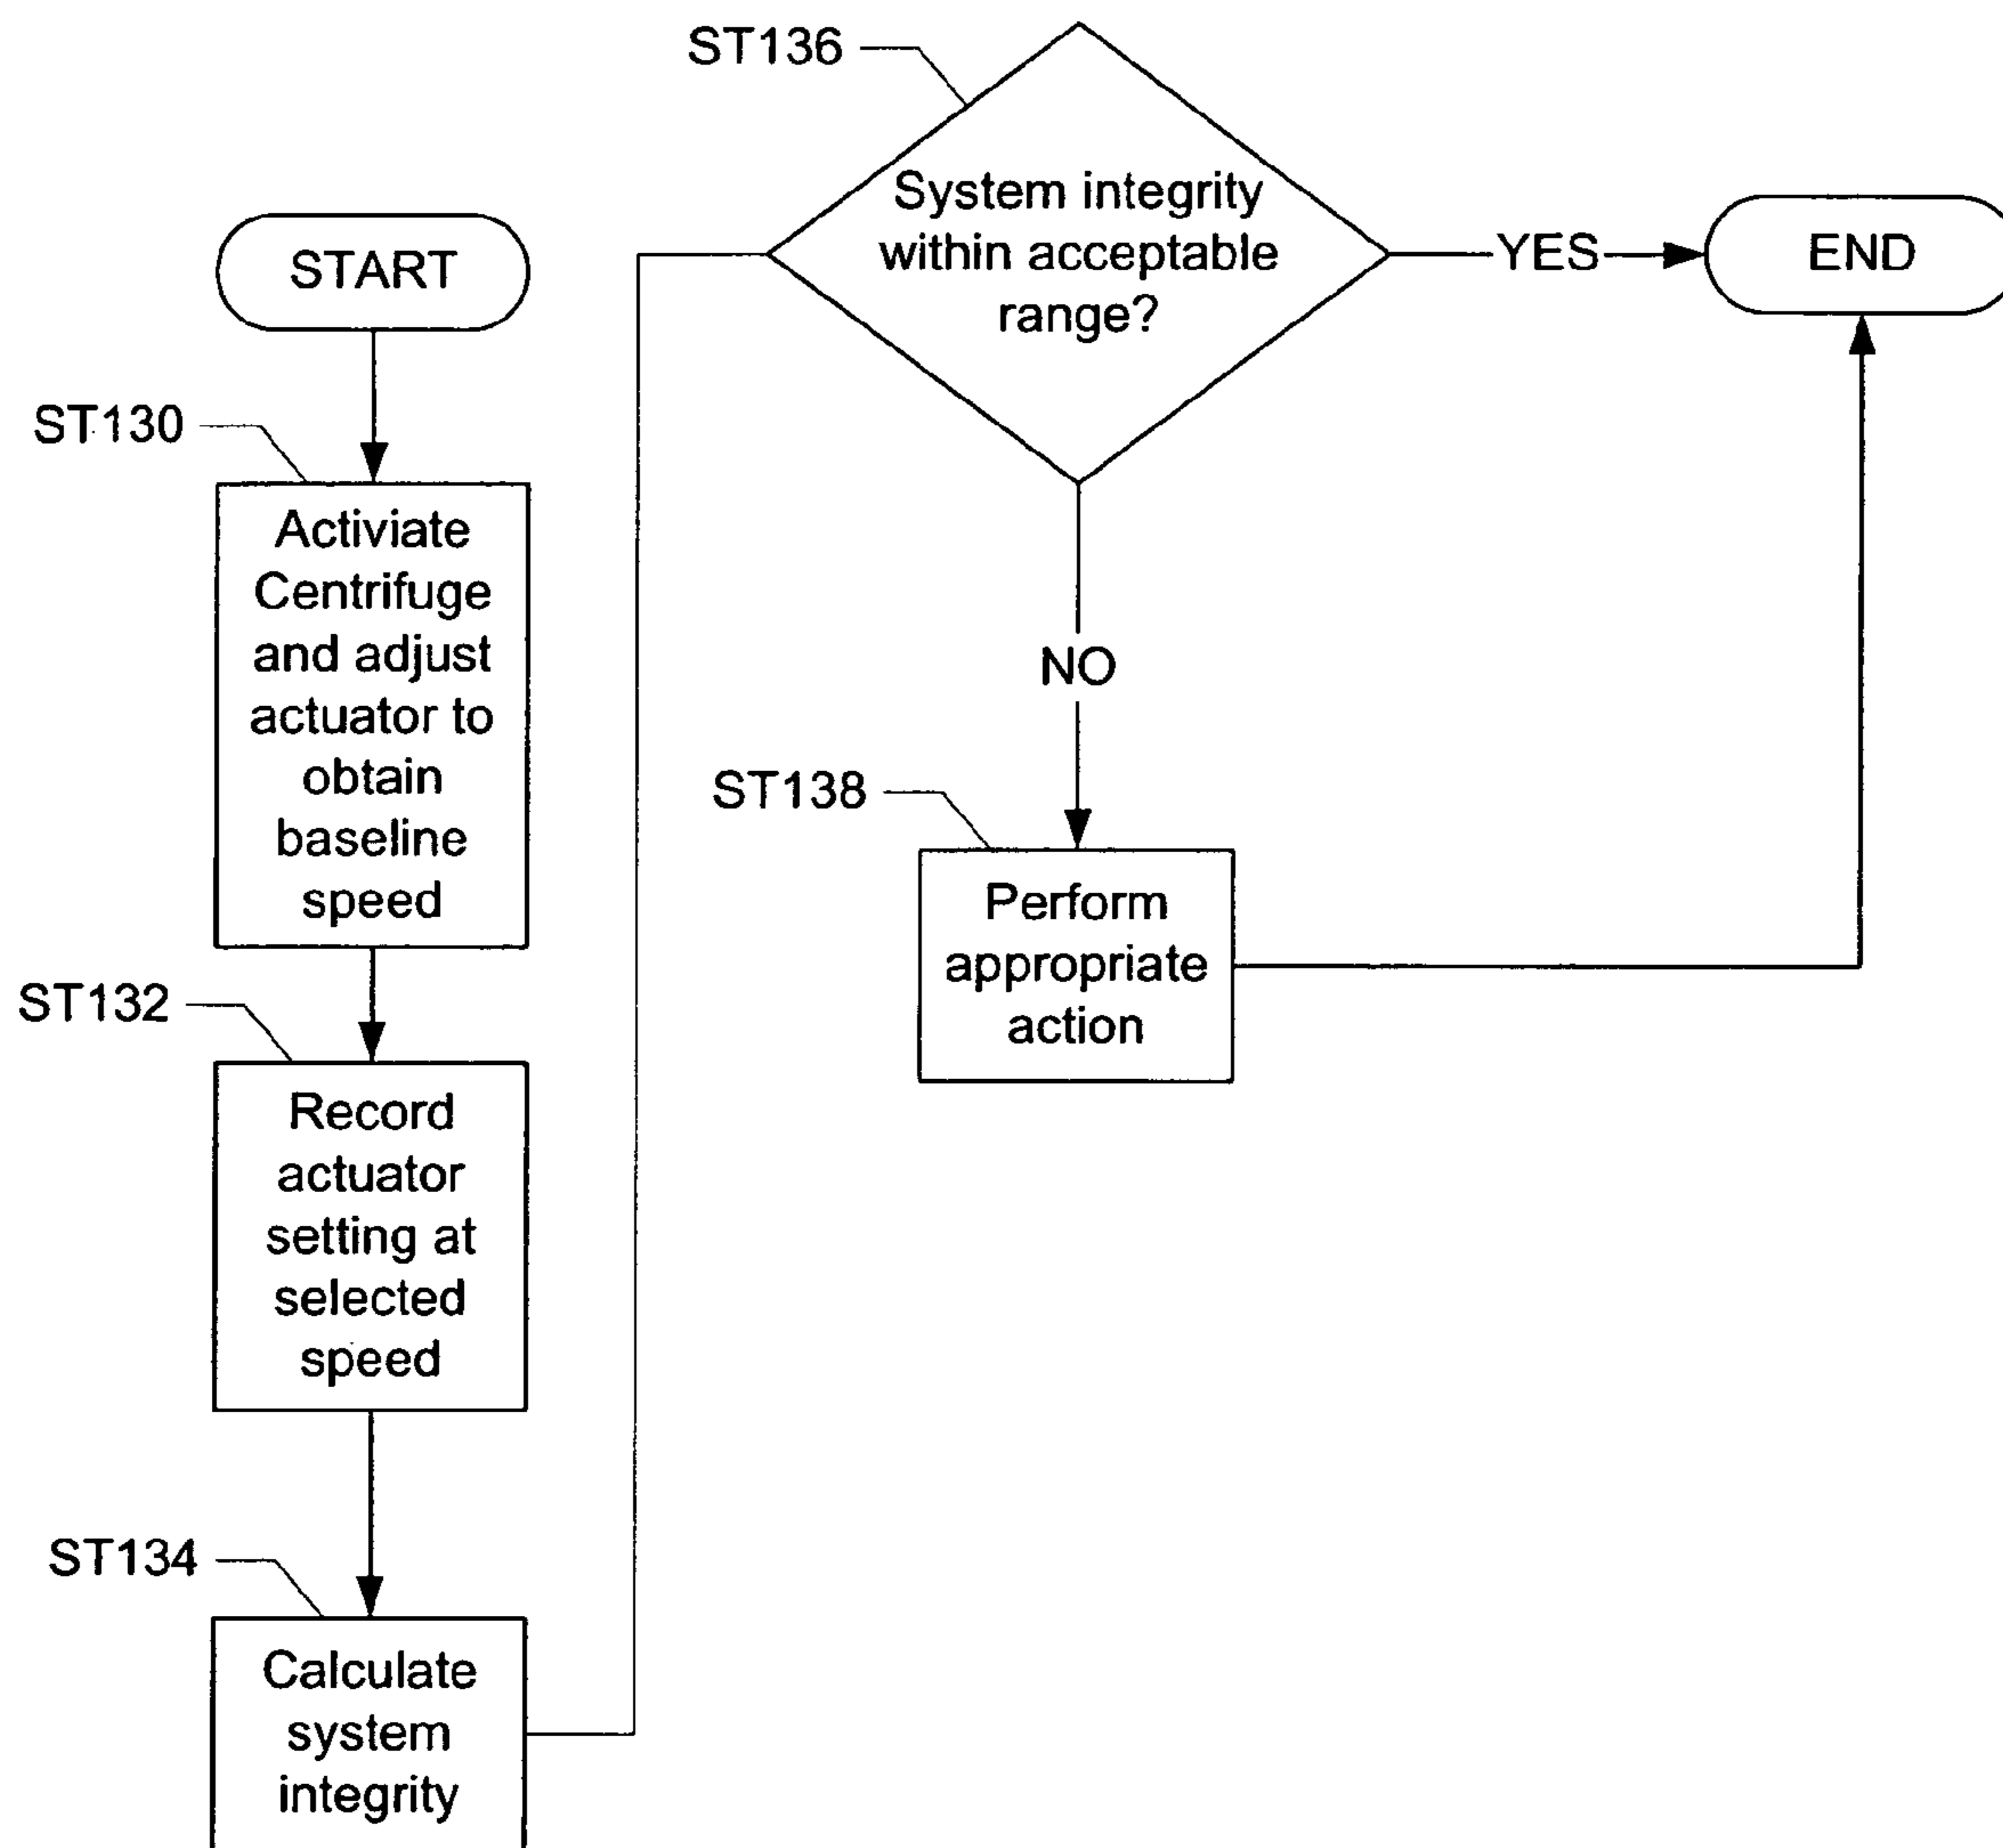 START
ST130
Activiate
Centrifuge
and adjust
actuator to
obtain
baseline
speed
ST132
Record
actuator
setting at
selected
speed
ST134
Calculate
system
integrity
ST136
System integrity
within acceptable
range?
YES
END
NO
ST138
Perform
appropriate
action